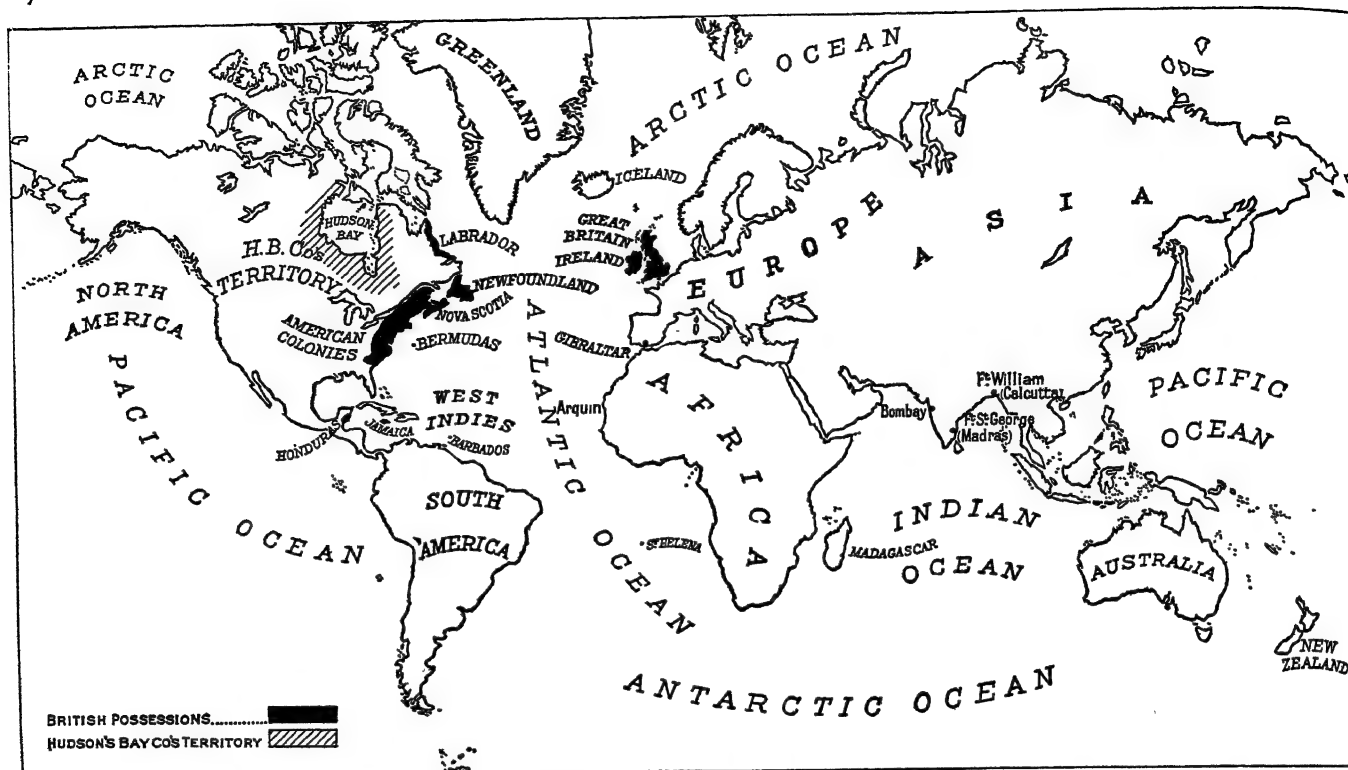 ARCTIC
OCEAN
GREENLAND
ARCTIC OCEAN
ICELAND
HUDSON
BAY
LABRADOR
GREAT
BRITAIN
IRELAND
EUROPE
ASIA
H.B. Co's
TERRITORY
NEWFOUNDLAND
NOVA SCOTIA
NORTH
AMERICA
AMERICAN
COLONIES
BERMUDAS
GIBRALTAR
PACIFIC OCEAN
ATLANTIC OCEAN
WEST
INDIES
HONDURAS
JAMAICA
BARBADOS
Arquin
AFRICA
Bombay
Ft. William
(Calcutta)
Ft. St. George
(Madras)
PACIFIC
OCEAN
SOUTH
AMERICA
St HELENA
MADAGASCAR
INDIAN
OCEAN
AUSTRALIA
NEW
ZEALAND
ANTARCTIC OCEAN
BRITISH POSSESSIONS
HUDSON'S BAY CO'S TERRITORY